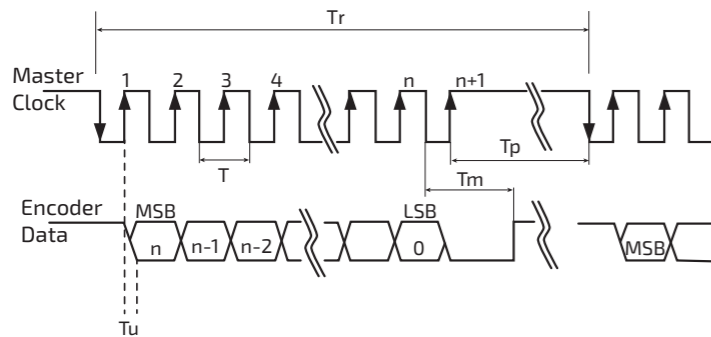 Tr
Master Clock
1 2 3 4 n n+1
T
Tp
Tm
Encoder Data
MSB LSB
n n-1 n-2 0 MSB
Tu